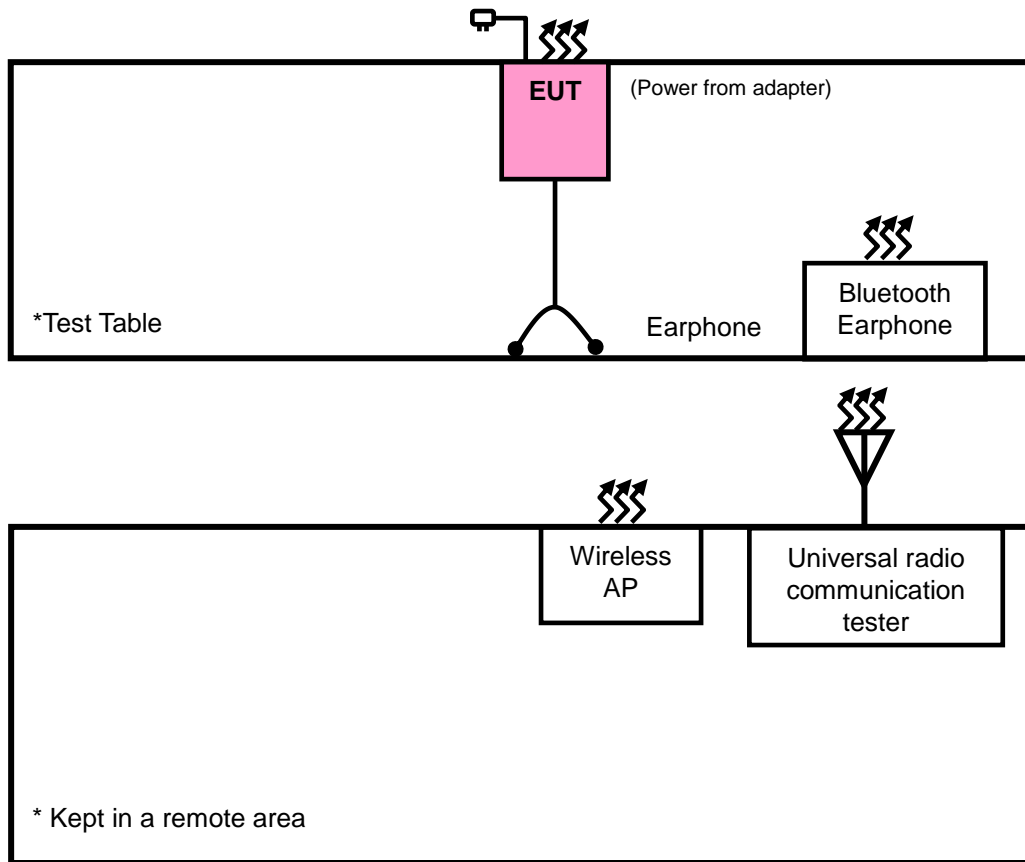 EUT
(Power from adapter)
Bluetooth
Earphone
*Test Table
Earphone
Wireless
AP
Universal radio
communication
tester
* Kept in a remote area